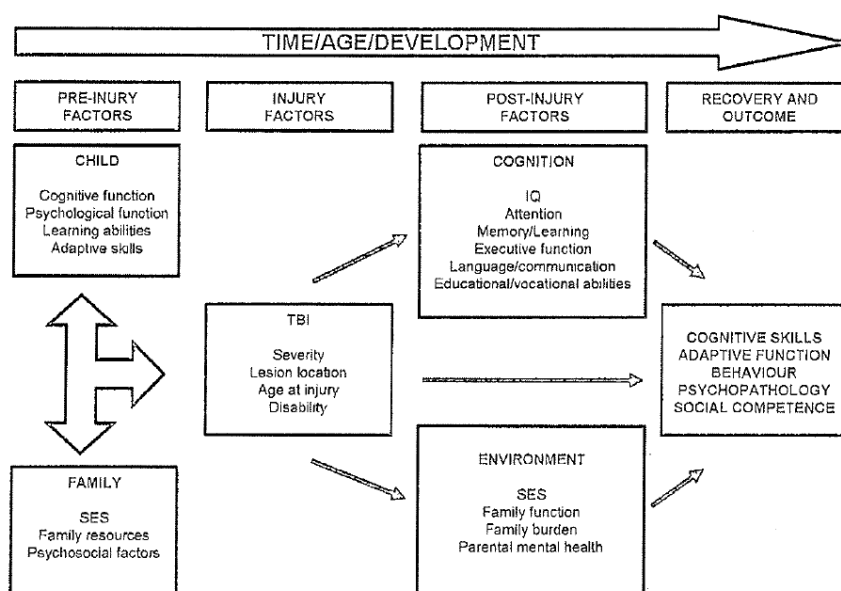 TIME/AGE/DEVELOPMENT
PRE-INURY
FACTORS
INJURY
FACTORS
POST-INJURY
FACTORS
RECOVERY AND
OUTCOME
CHILD
Cognitive function
Psychological function
Learning abilities
Adaptive skills
COGNITION
IQ
Attention
Memory/Learning
Executive function
Language/communication
Educational/vocational abilities
TBI
Severity
Lesion location
Age at injury
Disability
COGNITIVE SKILLS
ADAPTIVE FUNCTION
BEHAVIOUR
PSYCHOPATHOLOGY
SOCIAL COMPETENCE
FAMILY
SES
Family resources
Psychosocial factors
ENVIRONMENT
SES
Family function
Family burden
Parental mental health